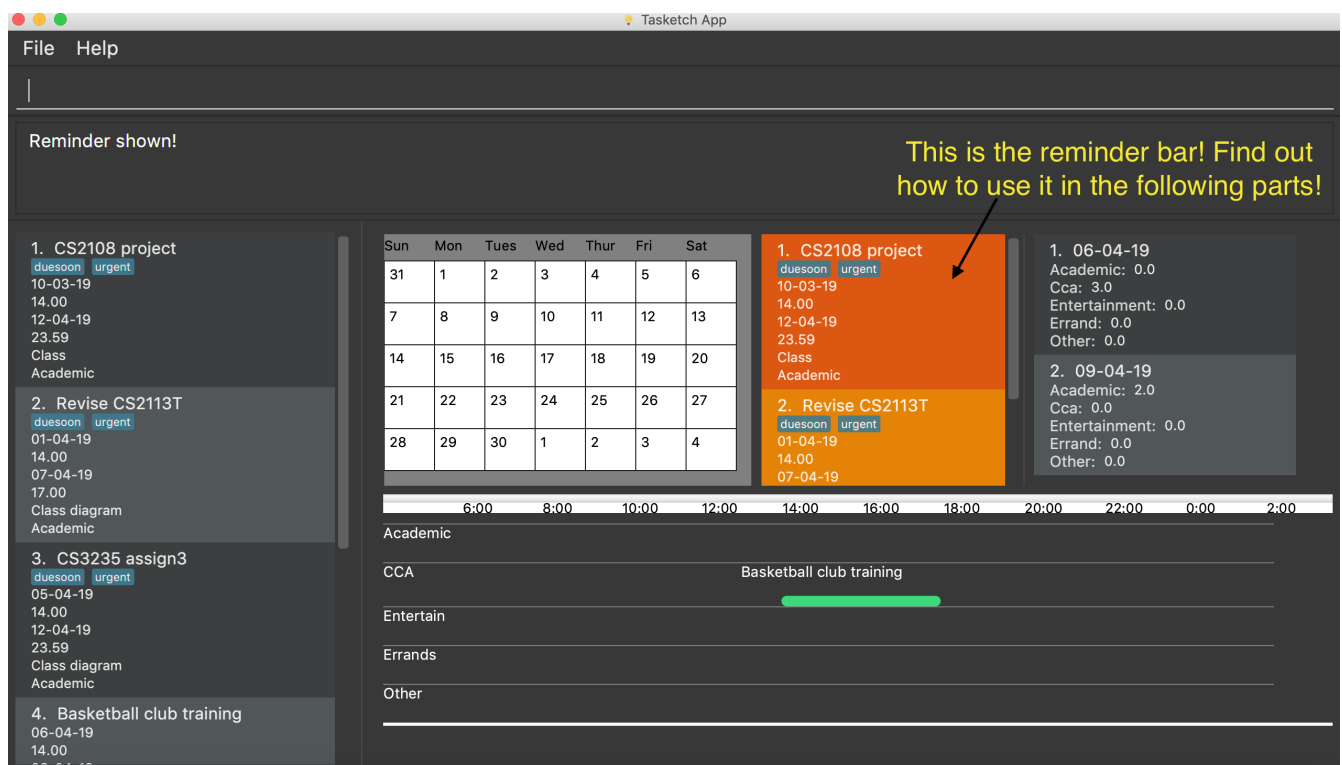 Tasketch App
File Help
Reminder shown!
This is the reminder bar! Find out
how to use it in the following parts!
1. CS2108 project
duesoon urgent
10-03-19
14.00
12-04-19
23.59
Class
Academic
2. Revise CS2113T
duesoon urgent
01-04-19
14.00
07-04-19
17.00
Class diagram
Academic
3. CS3235 assign3
duesoon urgent
05-04-19
14.00
12-04-19
23.59
Class diagram
Academic
4. Basketball club training
06-04-19
14.00
Sun Mon Tues Wed Thur Fri Sat
31 1 2 3 4 5 6
7 8 9 10 11 12 13
14 15 16 17 18 19 20
21 22 23 24 25 26 27
28 29 30 1 2 3 4
1. CS2108 project
duesoon urgent
10-03-19
14.00
12-04-19
23.59
Class
Academic
2. Revise CS2113T
duesoon urgent
01-04-19
14.00
07-04-19
1. 06-04-19
Academic: 0.0
Cca: 3.0
Entertainment: 0.0
Errand: 0.0
Other: 0.0
2. 09-04-19
Academic: 2.0
Cca: 0.0
Entertainment: 0.0
Errand: 0.0
Other: 0.0
6:00 8:00 10:00 12:00 14:00 16:00 18:00 20:00 22:00 0:00 2:00
Academic
CCA Basketball club training
Entertain
Errands
Other